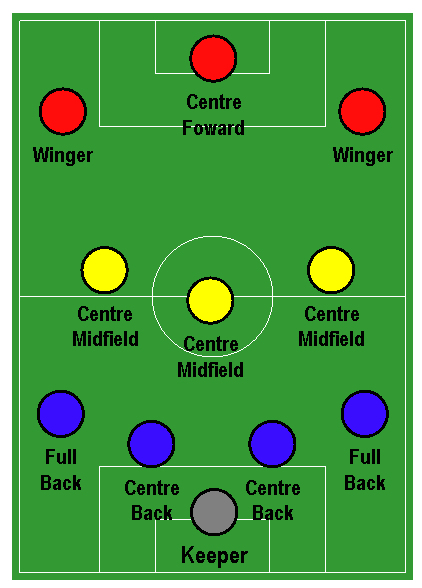 Centre
Foward
Winger
Winger
Centre
Midfield
Centre
Midfield
Centre
Midfield
Full
Back
Centre
Back
Centre
Back
Full
Back
Keeper